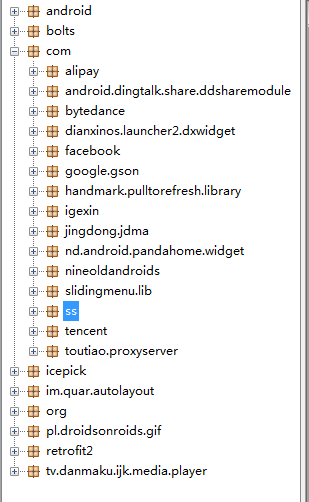 android
bolts
com
alipay
android.dingtalk.share.ddsharemodule
bytedance
dianxinos.launcher2.dxwidget
facebook
google.gson
handmark.pulltorefresh.library
igexin
jingdong.jdma
nd.android.pandahome.widget
nineoldandroids
slidingmenu.lib
ss
tencent
toutiao.proxyserver
icepick
im.quar.autolayout
org
pl.droidsonroids.gif
retrofit2
tv.danmaku.ijk.media.player